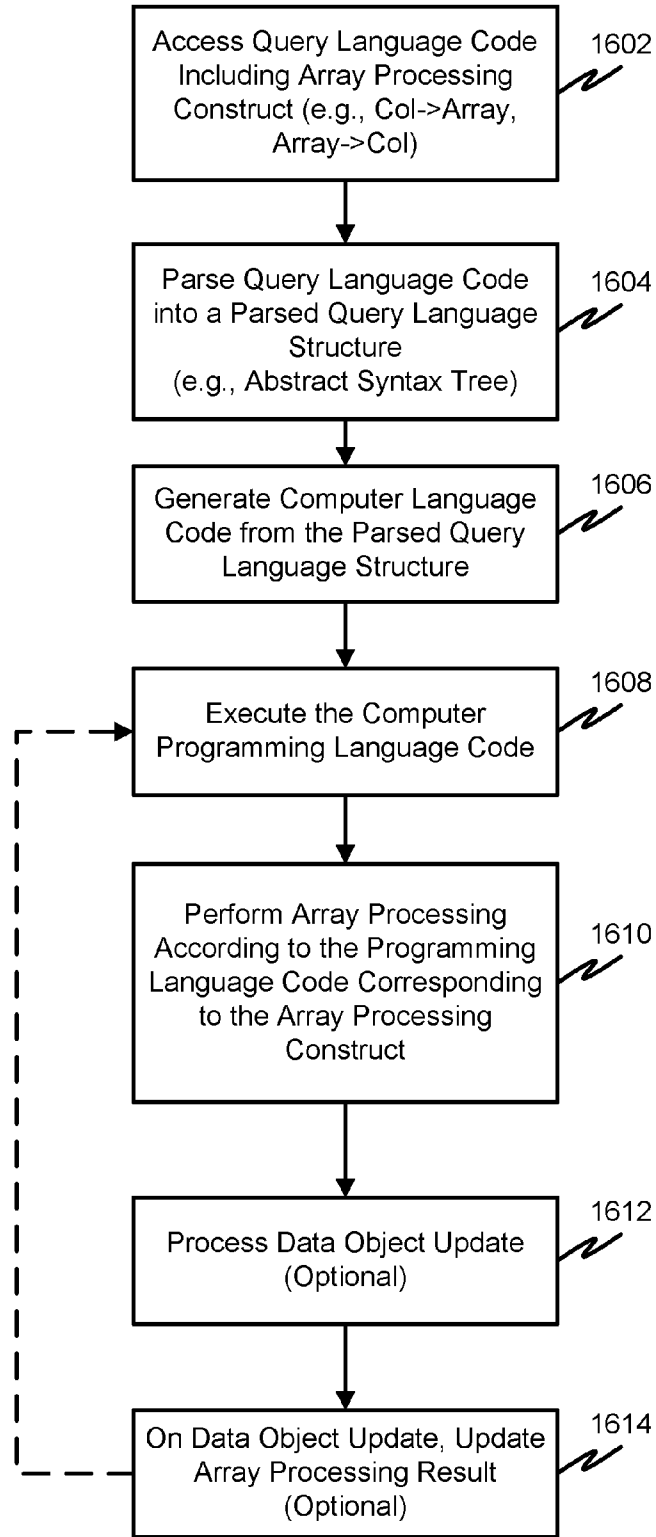 Access Query Language Code
Including Array Processing
Construct (e.g., Col->Array,
Array->Col)
1602
Parse Query Language Code
into a Parsed Query Language
Structure
(e.g., Abstract Syntax Tree)
1604
Generate Computer Language
Code from the Parsed Query
Language Structure
1606
Execute the Computer
Programming Language Code
1608
Perform Array Processing
According to the Programming
Language Code Corresponding
to the Array Processing
Construct
1610
Process Data Object Update
(Optional)
1612
On Data Object Update, Update
Array Processing Result
(Optional)
1614